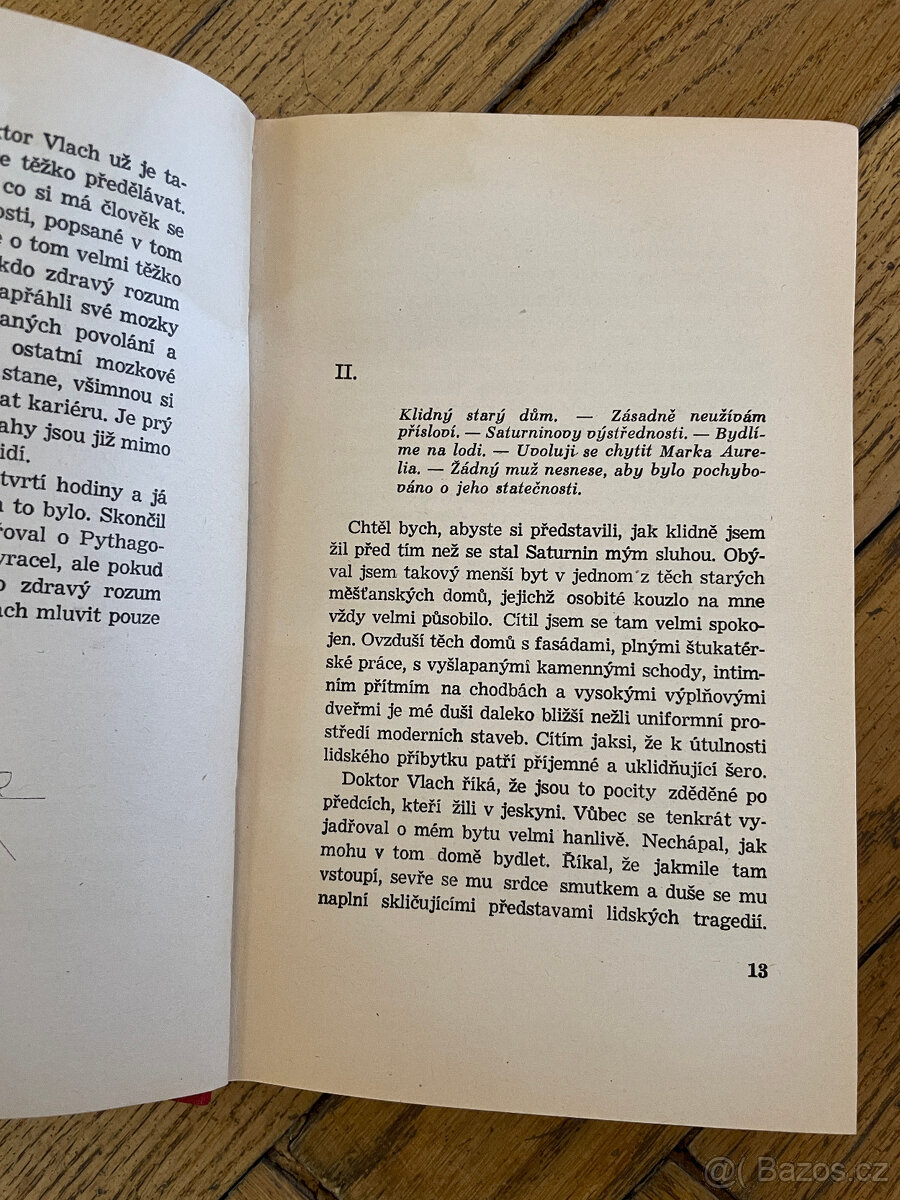 ktor Vlach už je ta-
e těžko předělávat.
co si má člověk se
osti, popsané v tom
e o tom velmi těžko
kdo zdravý rozum
apřáhli své mozky
aných povolání a
ostatní mozkové
stane, všimnou si
at kariéru. Je prý
ahy jsou již mimo
idí.
tvrtí hodiny a já
to bylo. Skončil
řoval o Pythago-
yracel, ale pokud
o zdravý rozum
ach mluvit pouze
II.
Klidný starý dům. — Zásadně neužívám
přísloví. — Saturninovy výstřednosti. — Bydlí-
me na lodi. — Uvoluji se chytit Marka Aure-
lia. — Žádný muž nesnese, aby bylo pochybo-
váno o jeho statečnosti.
Chtěl bych, abyste si představili, jak klidně jsem
žil před tím než se stal Saturnin mým sluhou. Obý-
val jsem takový menší byt v jednom z těch starých
měšťanských domů, jejichž osobité kouzlo na mne
vždy velmi působilo. Cítil jsem se tam velmi spoko-
jen. Ovzduší těch domů s fasádami, plnými štukatér-
ské práce, s vyšlapanými kamennými schody, intim-
ním přítmím na chodbách a vysokými výplňovými
dveřmi je mé duši daleko bližší nežli uniformní pro-
středí moderních staveb. Cítím jaksi, že k útulnosti
lidského příbytku patří příjemné a uklidňující šero.
Doktor Vlach říká, že jsou to pocity zděděné po
předcích, kteří žili v jeskyni. Vůbec se tenkrát vy-
jadřoval o mém bytu velmi hanlivě. Nechápal, jak
mohu v tom domě bydlet. Říkal, že jakmile tam
vstoupí, sevře se mu srdce smutkem a duše se mu
naplní skličujícími představami lidských tragedií.
13
@( Bazos.cz